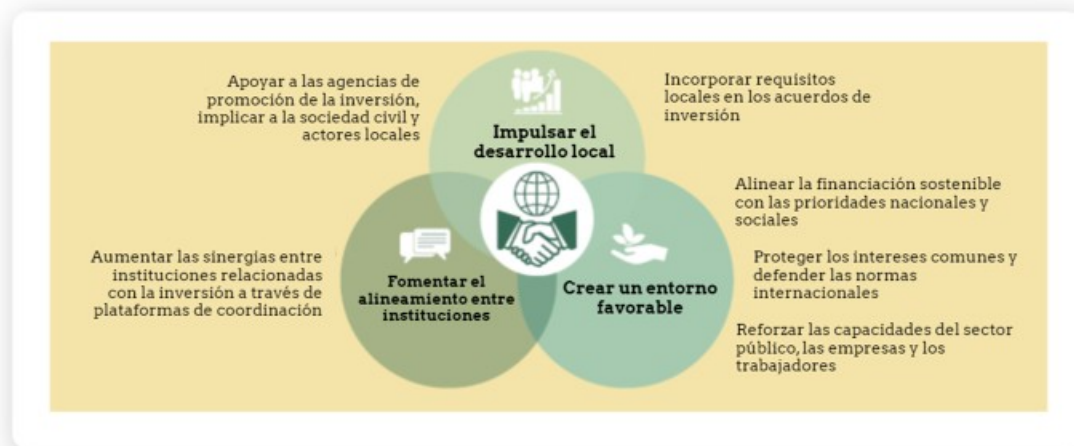 Apoyar a las agencias de
promoción de la inversión,
implicar a la sociedad civil y
actores locales
Impulsar el
desarrollo local
Incorporar requisitos
locales en los acuerdos de
inversión
Aumentar las sinergias entre
instituciones relacionadas
con la inversión a través de
plataformas de coordinación
Fomentar el
alineamiento entre
instituciones
Crear un entorno
favorable
Alinear la financiación sostenible
con las prioridades nacionales y
sociales
Proteger los intereses comunes y
defender las normas
internacionales
Reforzar las capacidades del sector
público, las empresas y los
trabajadores